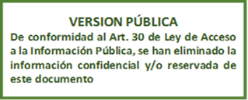 VERSION PÚBLICA
De conformidad al Art. 30 de Ley de Acceso
a la Información Pública, se han eliminado la
información confidencial y/o reservada de
este documento